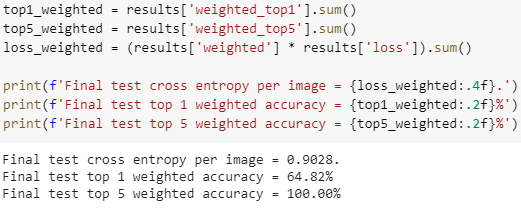 top1_weighted = results['weighted_top1'].sum()
top5_weighted = results['weighted_top5'].sum()
loss_weighted = (results['weighted'] * results['loss']).sum()
print(f'Final test cross entropy per image = {loss_weighted:.4f}.')
print(f'Final test top 1 weighted accuracy = {top1_weighted:.2f}%')
print(f'Final test top 5 weighted accuracy = {top5_weighted:.2f}%')
Final test cross entropy per image = 0.9028.
Final test top 1 weighted accuracy = 64.82%
Final test top 5 weighted accuracy = 100.00%